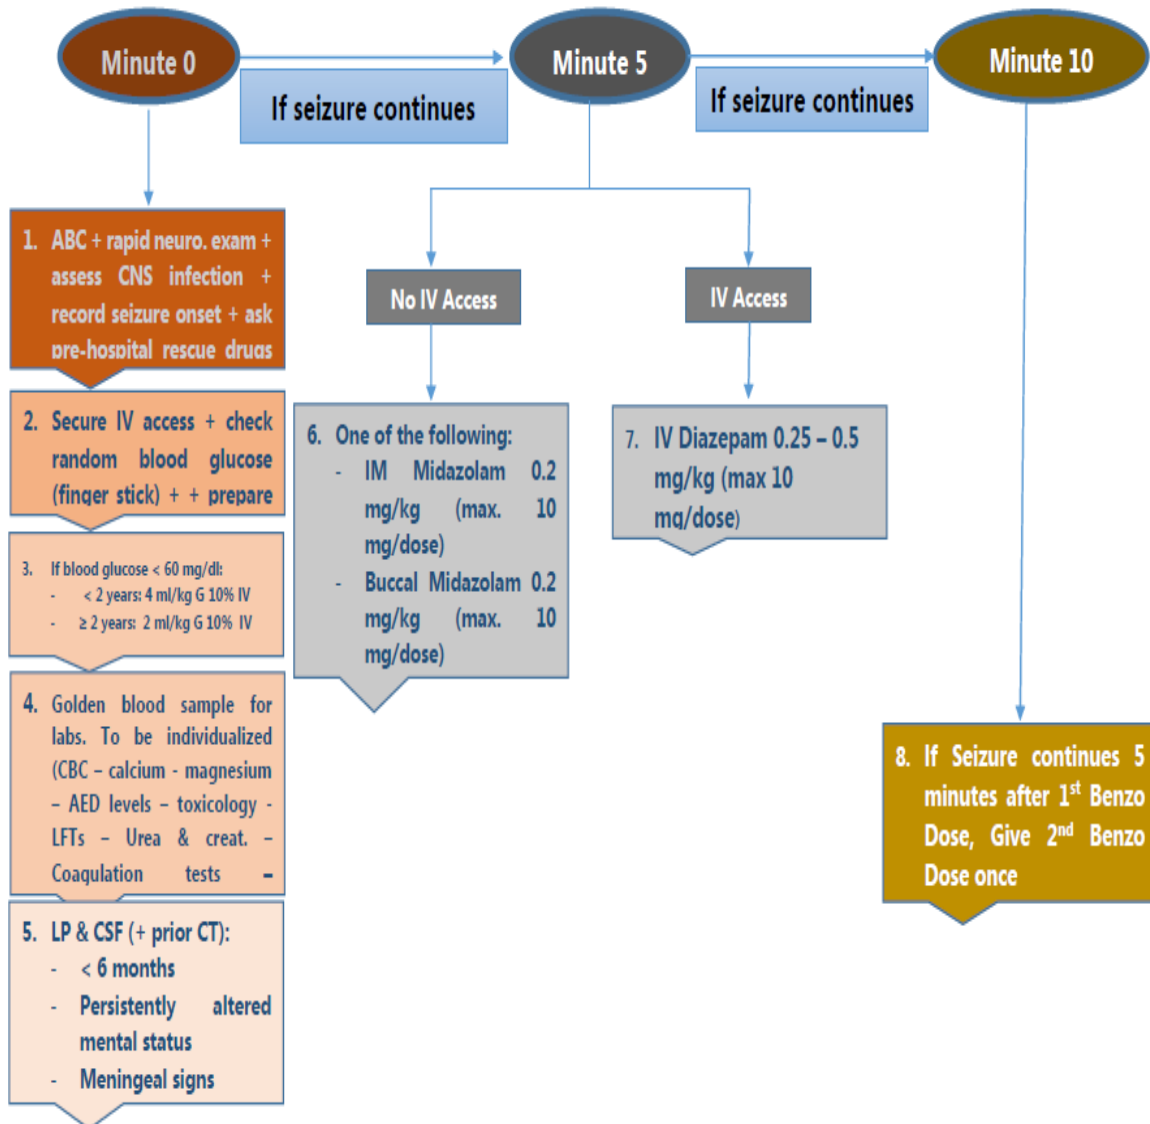 Minute 0
If seizure continues
Minute 5
If seizure continues
Minute 10
1. ABC + rapid neuro. exam +
assess CNS infection +
record seizure onset + ask
pre-hospital rescue drugs
2. Secure IV access + check
random blood glucose
(finger stick) + + prepare
3. If blood glucose < 60 mg/dl:
- < 2 years: 4 ml/kg G 10% IV
- ≥ 2 years: 2 ml/kg G 10% IV
4. Golden blood sample for
labs. To be individualized
(CBC – calcium - magnesium
– AED levels – toxicology -
LFTs – Urea & creat. –
Coagulation tests –
5. LP & CSF (+ prior CT):
- < 6 months
- Persistently altered
mental status
- Meningeal signs
No IV Access
6. One of the following:
- IM Midazolam 0.2
mg/kg (max. 10
mg/dose)
- Buccal Midazolam 0.2
mg/kg (max. 10
mg/dose)
IV Access
7. IV Diazepam 0.25 – 0.5
mg/kg (max 10
mg/dose)
8. If Seizure continues 5
minutes after 1st Benzo
Dose, Give 2nd Benzo
Dose once